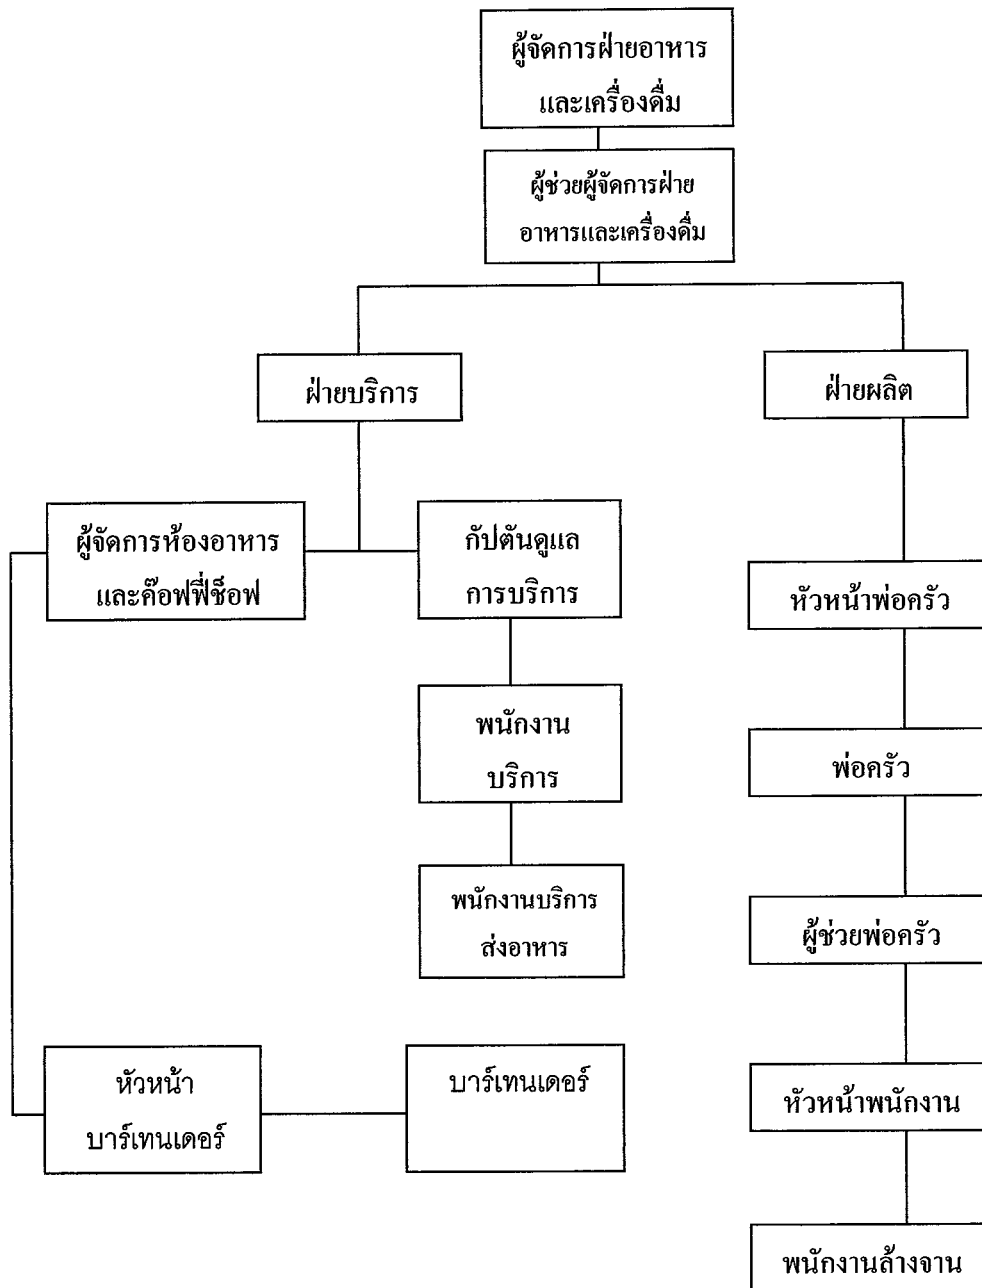 ผู้จัดการฝ่ายอาหาร
และเครื่องดื่ม
ผู้ช่วยผู้จัดการฝ่าย
อาหารและเครื่องดื่ม
ฝ่ายบริการ
ฝ่ายผลิต
ผู้จัดการห้องอาหาร
และค๊อฟฟี่ช็อฟ
กัปตันดูแล
การบริการ
หัวหน้าพ่อครัว
พนักงาน
บริการ
พ่อครัว
พนักงานบริการ
ส่งอาหาร
ผู้ช่วยพ่อครัว
หัวหน้า
บาร์เทนเดอร์
บาร์เทนเดอร์
หัวหน้าพนักงาน
พนักงานล้างจาน